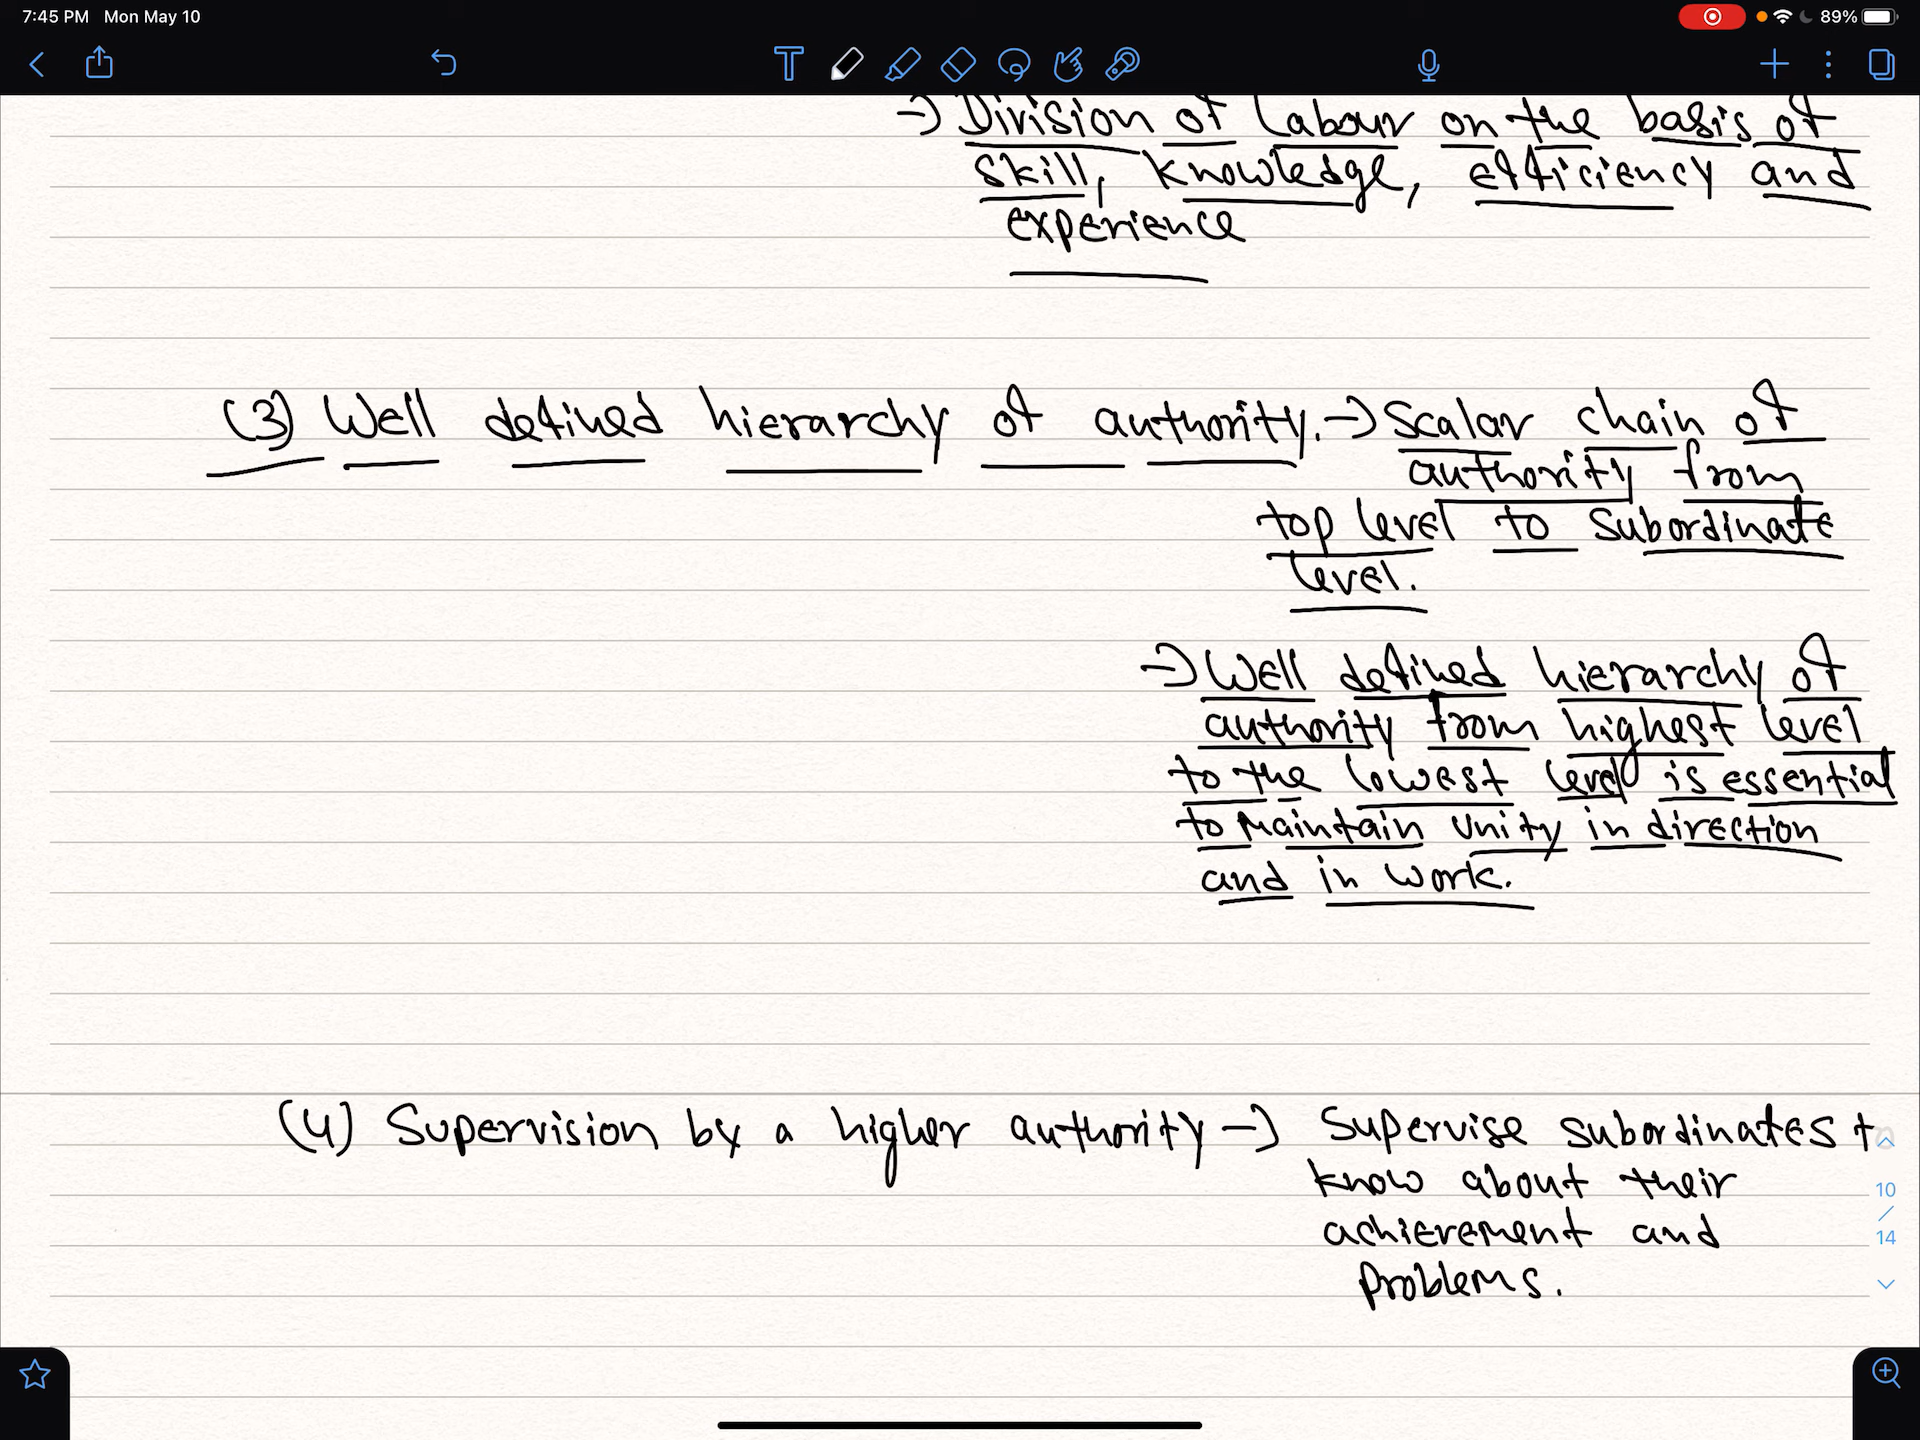 7:45 PM Mon May 10
89%
→ Division of Labour on the basis of
skill, knowledge, efficiency and
experience
(3) Well defined hierarchy of authority. → Scalar chain of
authority from
top level to subordinate
level.
→ Well defined hierarchy of
authority from highest level
to the lowest level is essential
to maintain unity in direction
and in work.
(4) Supervision by a higher authority → Supervise subordinates to
know about their
achievement and
problems.
10
/
14